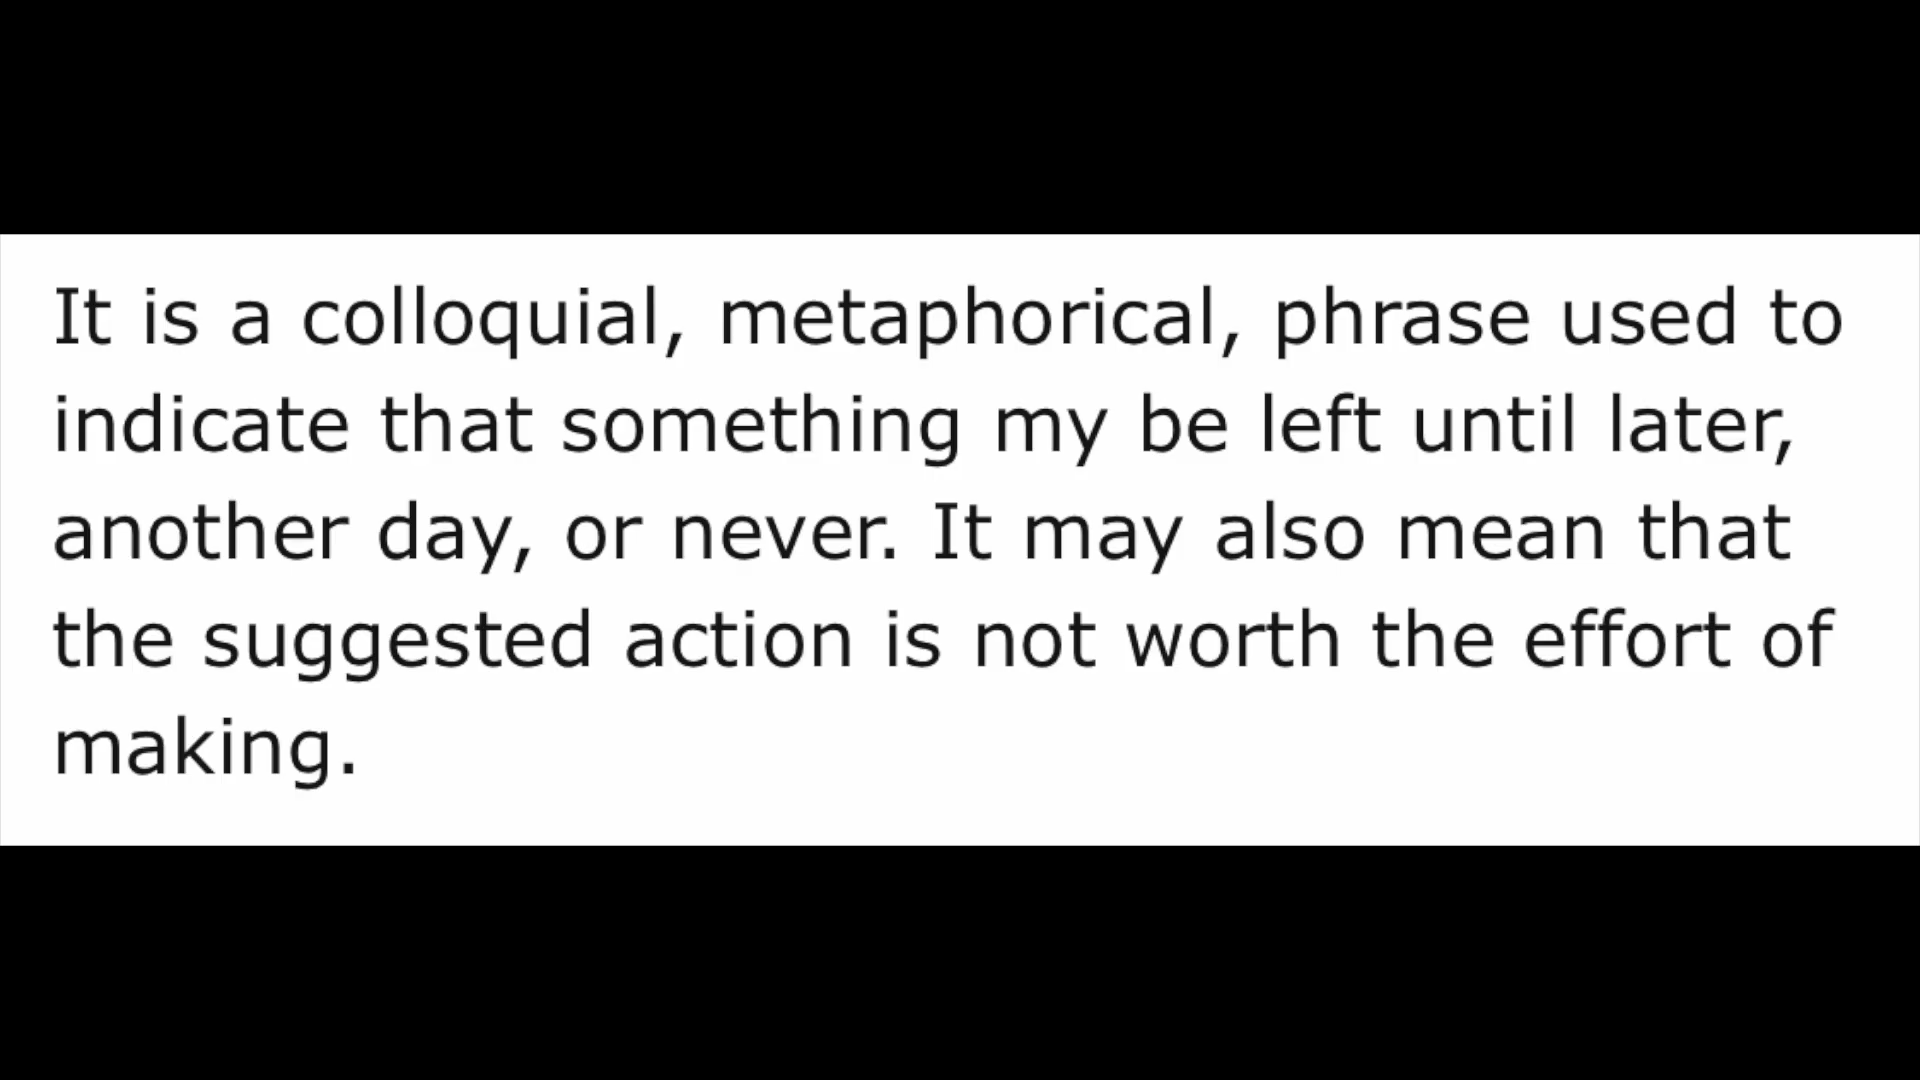 It is a colloquial, metaphorical, phrase used to
indicate that something my be left until later,
another day, or never. It may also mean that
the suggested action is not worth the effort of
making.